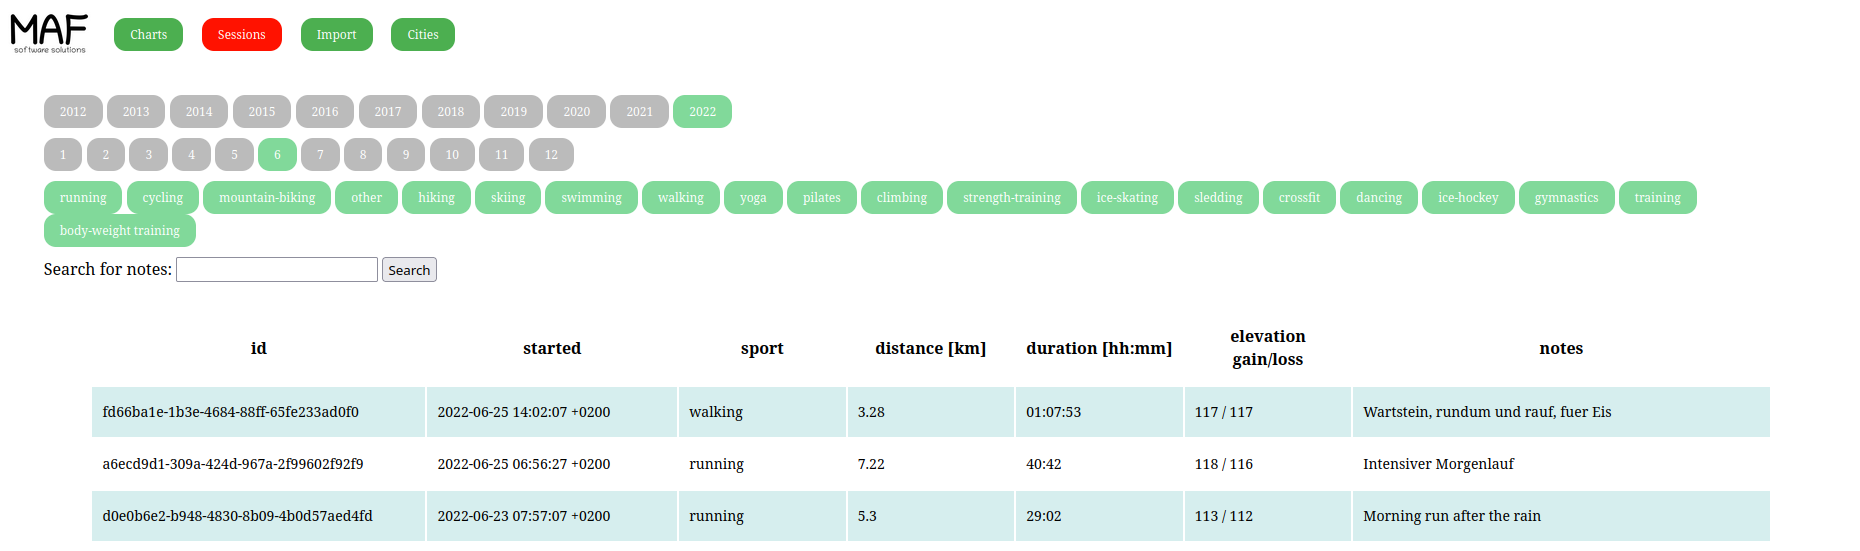 MAF
software solutions
Charts Sessions Import Cities
2012 2013 2014 2015 2016 2017 2018 2019 2020 2021 2022
1 2 3 4 5 6 7 8 9 10 11 12
running cycling mountain-biking other hiking skiing swimming walking yoga pilates climbing strength-training ice-skating sledding crossfit dancing ice-hockey gymnastics training
body-weight training
Search for notes: Search
id started sport distance [km] duration [hh:mm] elevation gain/loss notes
fd66ba1e-1b3e-4684-88ff-65fe233ad0f0 2022-06-25 14:02:07 +0200 walking 3.28 01:07:53 117 / 117 Wartstein, rundum und rauf, fuer Eis
a6ecd9d1-309a-424d-967a-2f99602f92f9 2022-06-25 06:56:27 +0200 running 7.22 40:42 118 / 116 Intensiver Morgenlauf
d0e0b6e2-b948-4830-8b09-4b0d57aed4fd 2022-06-23 07:57:07 +0200 running 5.3 29:02 113 / 112 Morning run after the rain